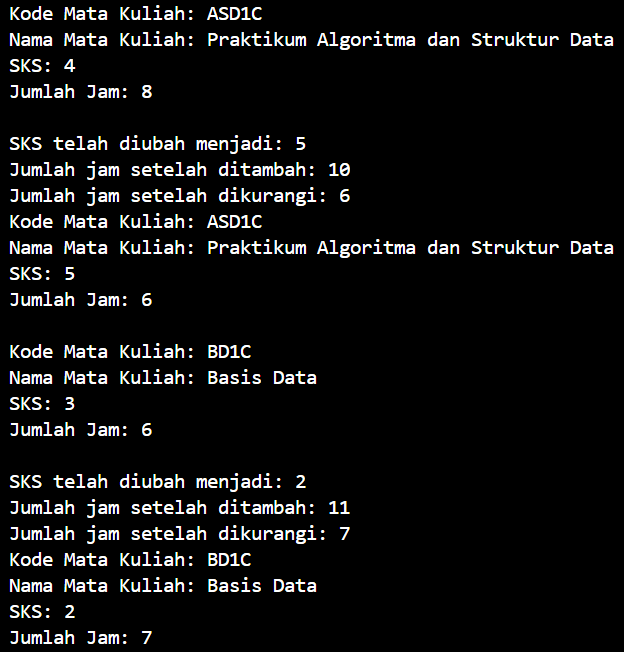 Kode Mata Kuliah: ASD1C
Nama Mata Kuliah: Praktikum Algoritma dan Struktur Data
SKS: 4
Jumlah Jam: 8

SKS telah diubah menjadi: 5
Jumlah jam setelah ditambah: 10
Jumlah jam setelah dikurangi: 6
Kode Mata Kuliah: ASD1C
Nama Mata Kuliah: Praktikum Algoritma dan Struktur Data
SKS: 5
Jumlah Jam: 6

Kode Mata Kuliah: BD1C
Nama Mata Kuliah: Basis Data
SKS: 3
Jumlah Jam: 6

SKS telah diubah menjadi: 2
Jumlah jam setelah ditambah: 11
Jumlah jam setelah dikurangi: 7
Kode Mata Kuliah: BD1C
Nama Mata Kuliah: Basis Data
SKS: 2
Jumlah Jam: 7